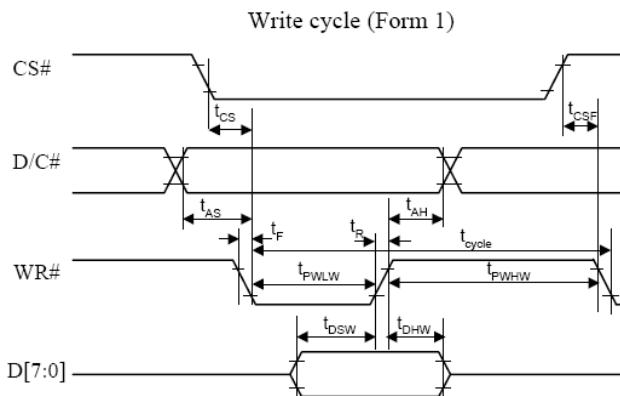 Write cycle (Form 1)
CS#
tCS
tCSF
D/C#
tAS
tF
tR
tAH
tcycle
WR#
tPWLW
tPWHW
tDSW
tDHW
D[7:0]